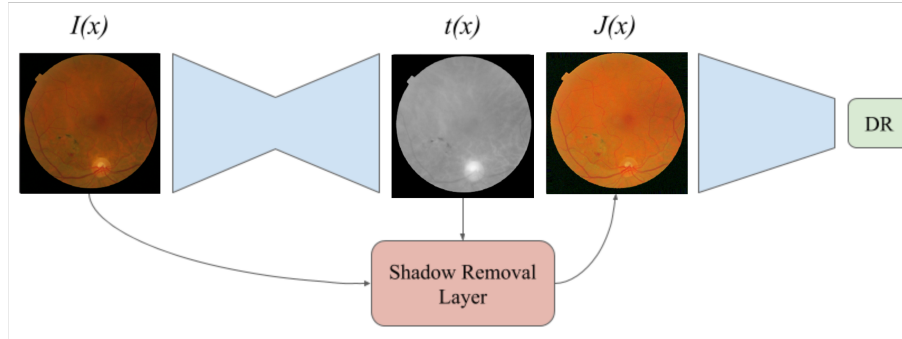 I(x)
t(x)
J(x)
DR
Shadow Removal
Layer